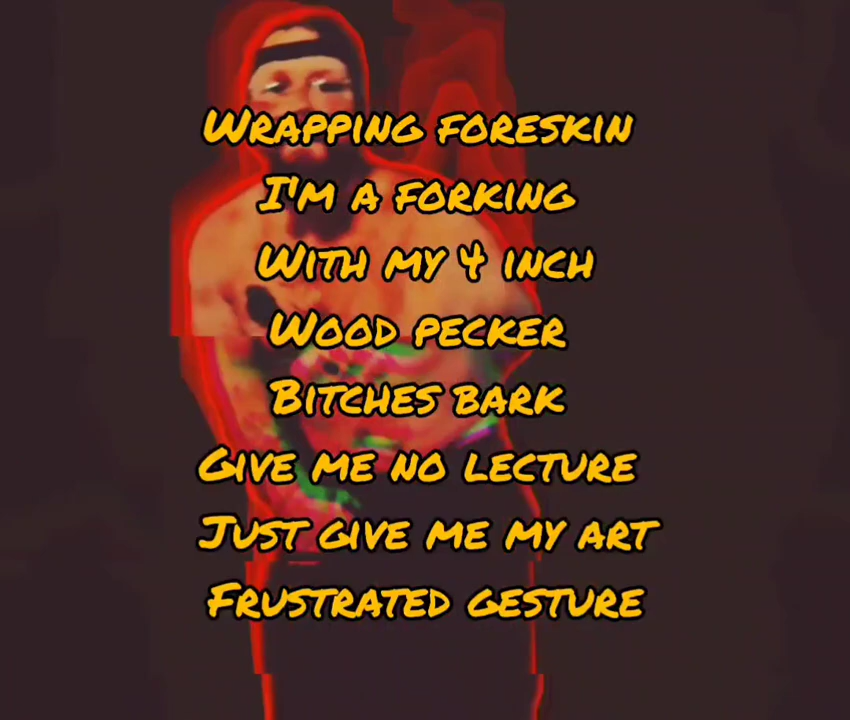 Wrapping foreskin
I'm a forking
With my 4 inch
Wood pecker
Bitches bark
Give me no lecture
Just give me my art
Frustrated gesture